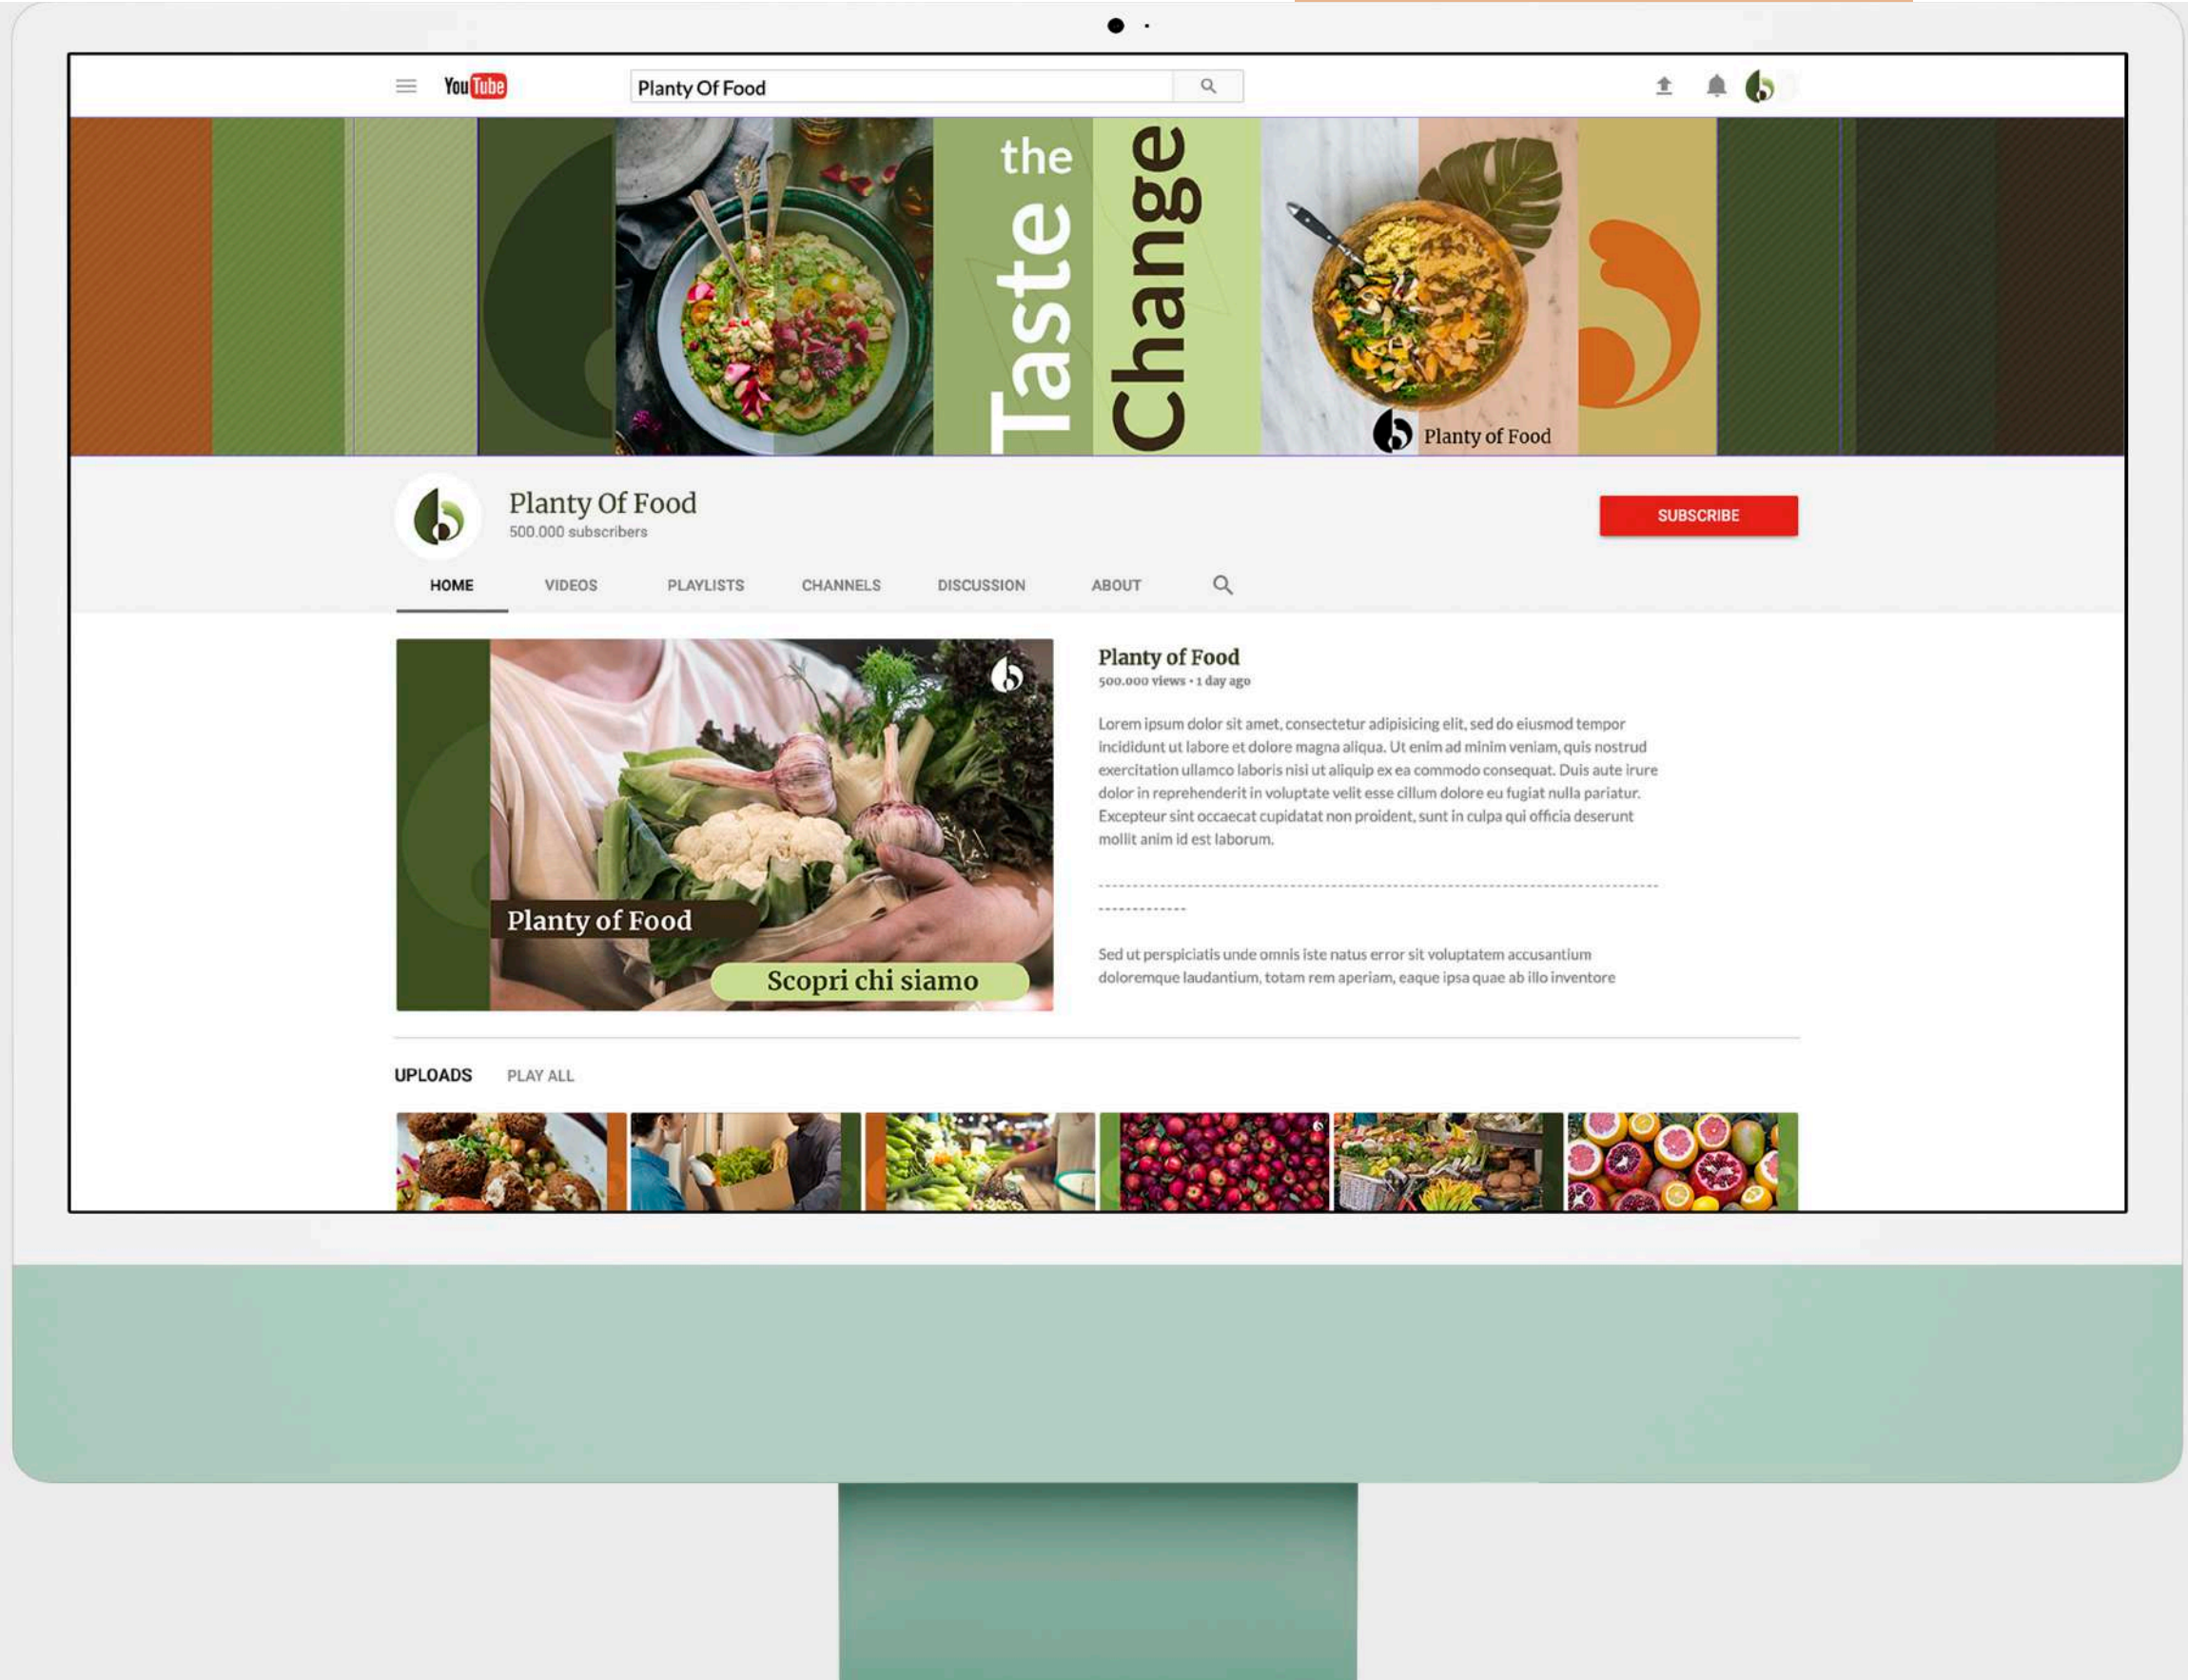 YouTube
Planty Of Food
Taste the
Change
Planty of Food
Planty Of Food
500.000 subscribers
SUBSCRIBE
HOME VIDEOS PLAYLISTS CHANNELS DISCUSSION ABOUT
Planty of Food
Scopri chi siamo
Planty of Food
500.000 views • 1 day ago
Lorem ipsum dolor sit amet, consectetur adipisicing elit, sed do eiusmod tempor
incididunt ut labore et dolore magna aliqua. Ut enim ad minim veniam, quis nostrud
exercitation ullamco laboris nisi ut aliquip ex ea commodo consequat. Duis aute irure
dolor in reprehenderit in voluptate velit esse cillum dolore eu fugiat nulla pariatur.
Excepteur sint occaecat cupidatat non proident, sunt in culpa qui officia deserunt
mollit anim id est laborum.
Sed ut perspiciatis unde omnis iste natus error sit voluptatem accusantium
doloremque laudantium, totam rem aperiam, eaque ipsa quae ab illo inventore
UPLOADS PLAY ALL